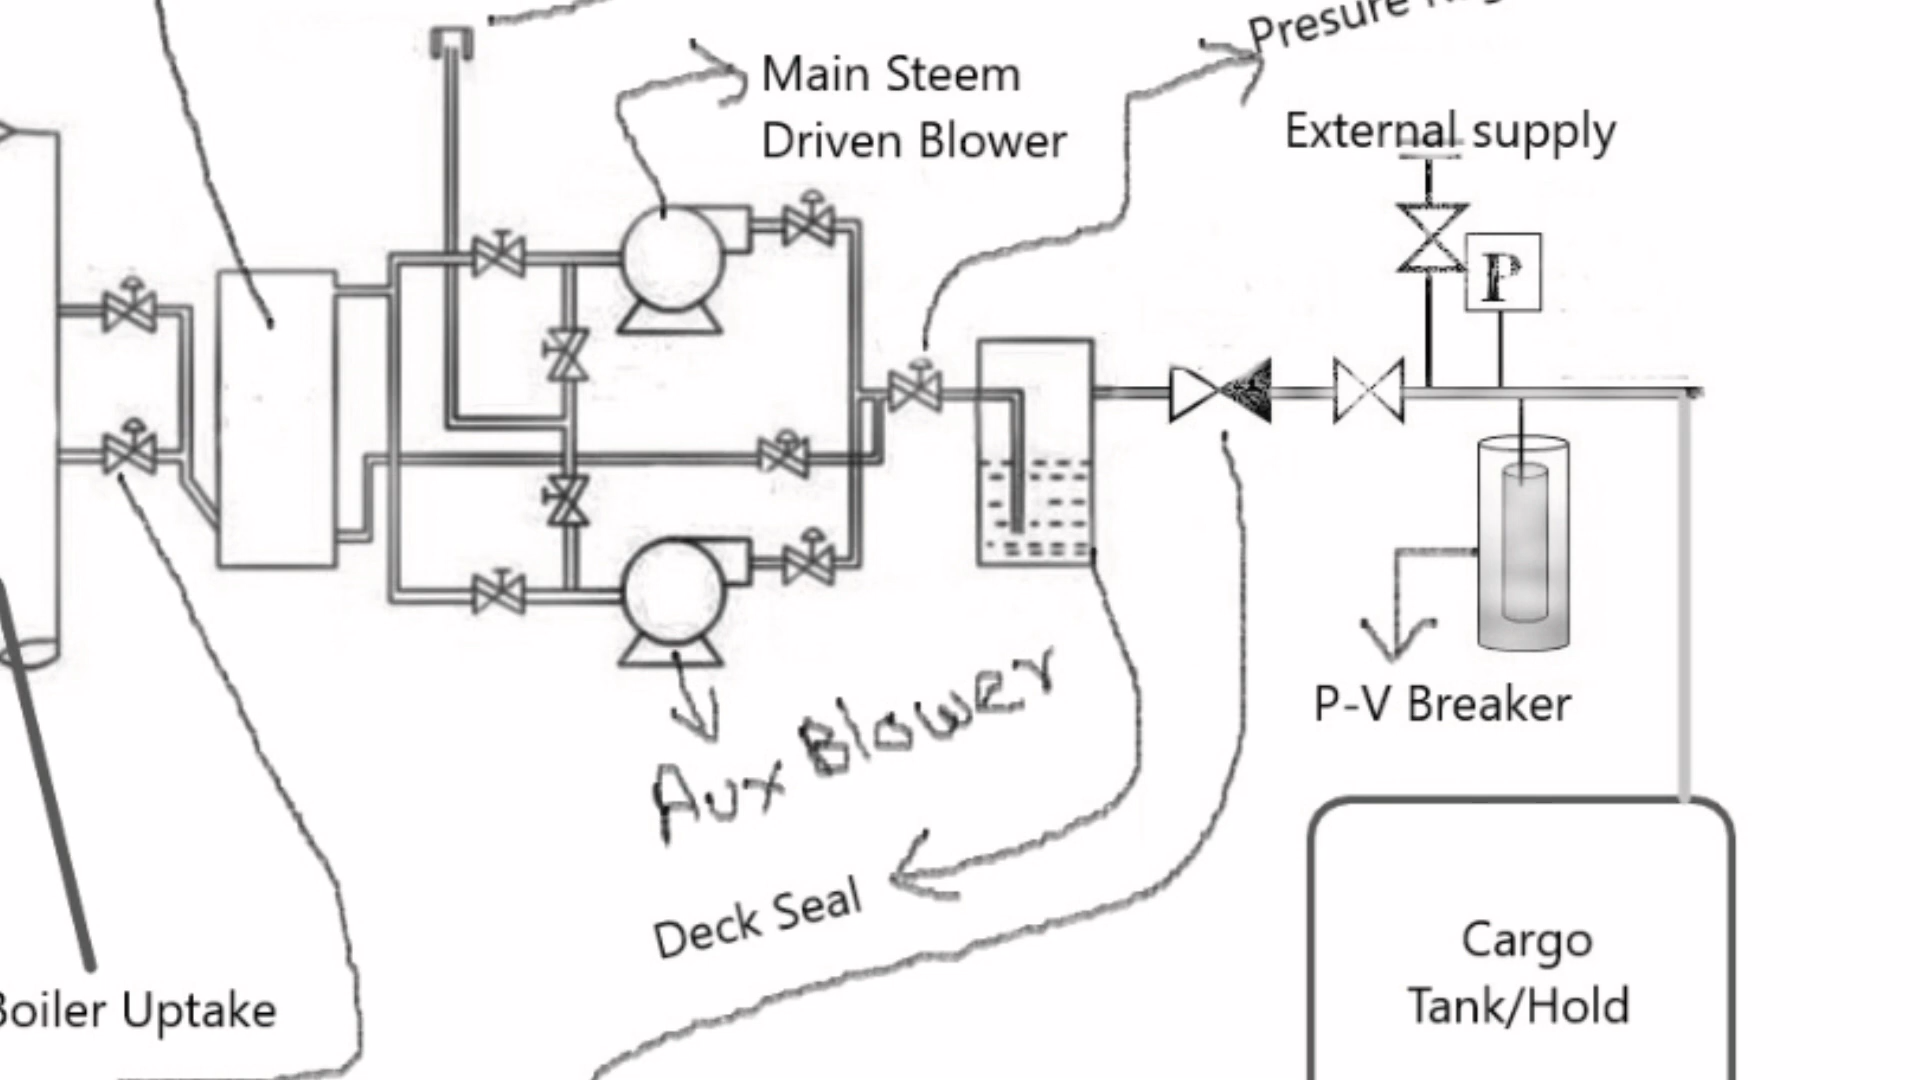 Presure
Main Steem
Driven Blower
External supply
P
P-V Breaker
Aux Blower
Deck Seal
Cargo
Tank/Hold
Boiler Uptake